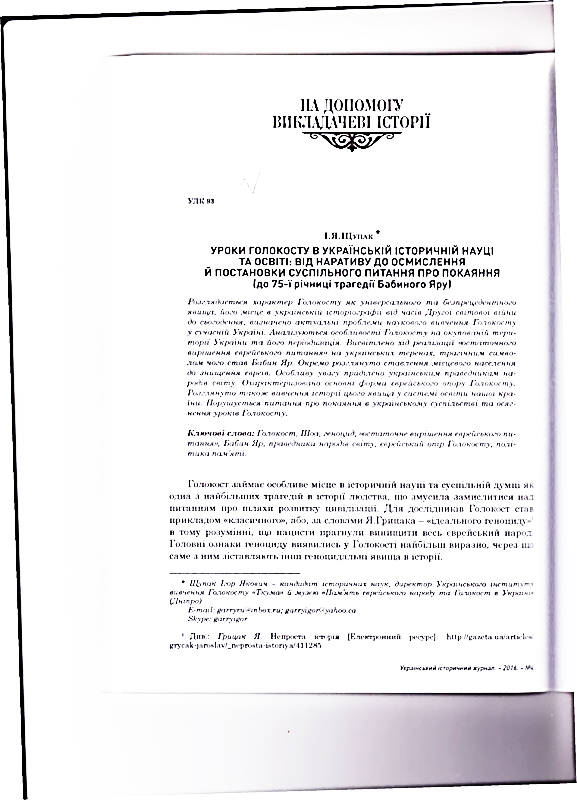 НА ДОПОМОГУ
ВИКЛАДАЧЕВІ ІСТОРІЇ
УДК 93
І.Я.Щупак *
УРОКИ ГОЛОКОСТУ В УКРАЇНСЬКІЙ ІСТОРИЧНІЙ НАУЦІ
ТА ОСВІТІ: ВІД НАРАТИВУ ДО ОСМИСЛЕННЯ
Й ПОСТАНОВКИ СУСПІЛЬНОГО ПИТАННЯ ПРО ПОКАЯННЯ
(до 75-ї річниці трагедії Бабиного Яру)
Розглядається характер Голокосту як універсального та безпрецедентного
явища, його місце в українській історіографії від часів Другої світової війни
до сьогодення, визначено актуальні проблеми наукового вивчення Голокосту
у сучасній Україні. Аналізуються особливості Голокосту на окупованій тери-
торії України та його періодизація. Висвітлено хід реалізації «остаточного
вирішення єврейського питання» на українських теренах, трагічним симво-
лом чого став Бабин Яр. Окремо розглянуто ставлення місцевого населення
до знищення євреїв. Особливу увагу приділено українським праведникам на-
родів світу. Охарактеризовано основні форми єврейського опору Голокосту.
Розглянуто також вивчення історії цього явища у системі освіти нашої кра-
їни. Порушується питання про покаяння в українському суспільстві та осяг-
нення уроків Голокосту.
Ключові слова: Голокост, Шоа, геноцид, «остаточне вирішення єврейського пи-
тання», Бабин Яр, праведники народів світу, єврейський опір Голокосту, полі-
тика пам'яті.
Голокост займає особливе місце в історичній науці та суспільній думці як
одна з найбільших трагедій в історії людства, що змусила замислитися над
питанням про шляхи розвитку цивілізації. Для дослідників Голокост став
прикладом «класичного», або, за словами Я.Грицака – «ідеального геноциду»¹
в тому розумінні, що нацисти прагнули винищити весь єврейський народ.
Головні ознаки геноциду виявились у Голокості найбільш виразно, через що
саме з ним зіставляють інші геноцидальні явища в історії.
* Щупак Ігор Якович – кандидат історичних наук, директор Українського інституту
вивчення Голокосту «Ткума» й музею «Пам'ять єврейського народу та Голокост в Україні»
(Дніпро)
E-mail: garryru@inbox.ru; garryigor@yahoo.ca
Skype: garryigor
¹ Див.: Грицак Я. Непроста історія [Електронний ресурс]: http://gazeta.ua/articles/
grycak-jaroslav/_neprosta-istoriya/411285
Український історичний журнал. – 2016. – №4